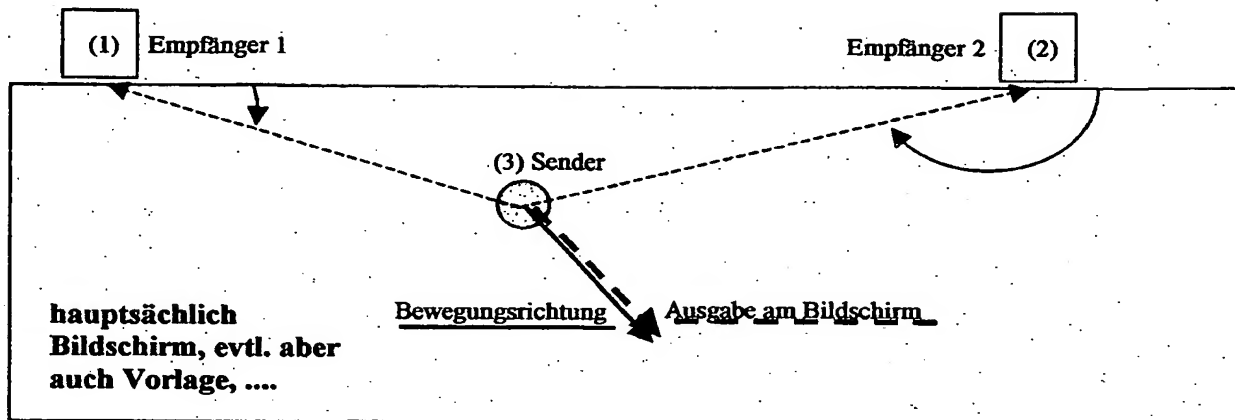 (1) Empfänger 1
Empfänger 2 (2)
(3) Sender
Bewegungsrichtung Ausgabe am Bildschirm
hauptsächlich
Bildschirm, evtl. aber
auch Vorlage, ....